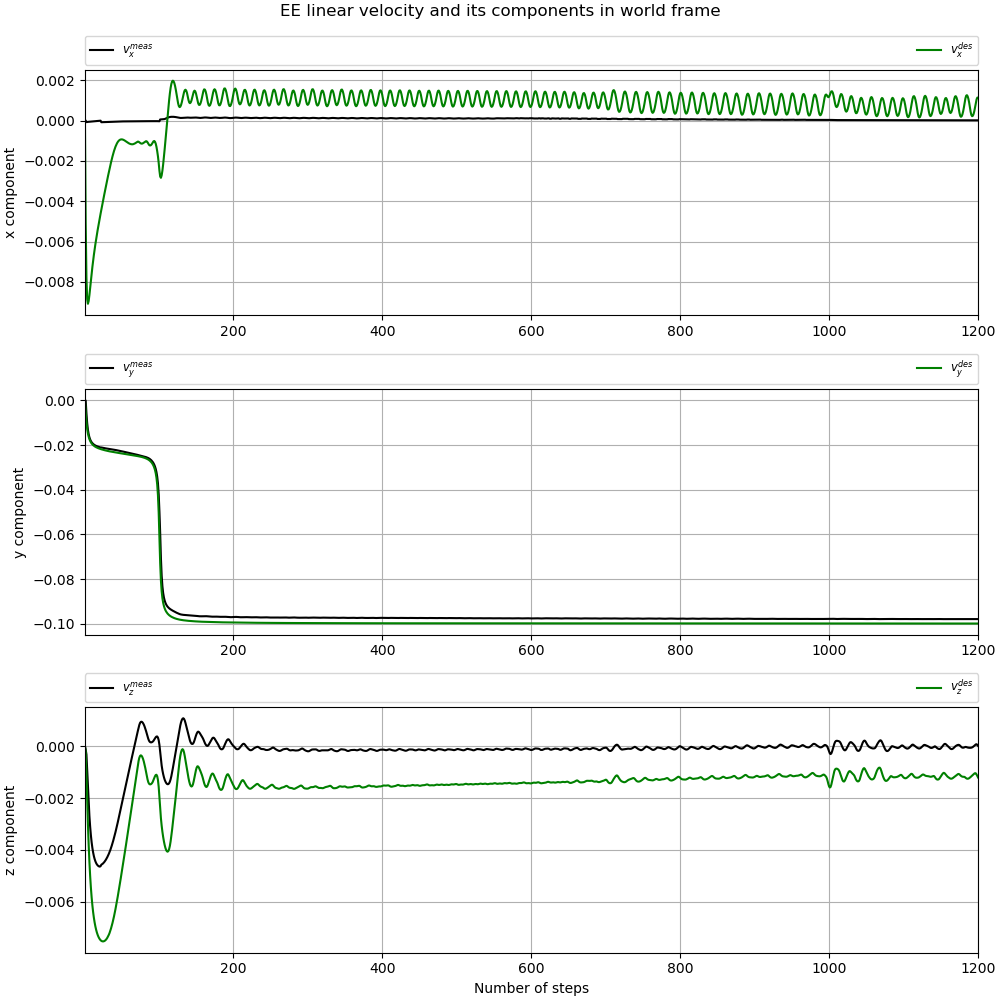 EE linear velocity and its components in world frame
v_x^meas v_x^des
0.002
0.000
−0.002
−0.004
−0.006
−0.008
x component
200 400 600 800 1000 1200
v_y^meas v_y^des
0.00
−0.02
−0.04
−0.06
−0.08
−0.10
y component
200 400 600 800 1000 1200
v_z^meas v_z^des
0.000
−0.002
−0.004
−0.006
z component
200 400 600 800 1000 1200
Number of steps